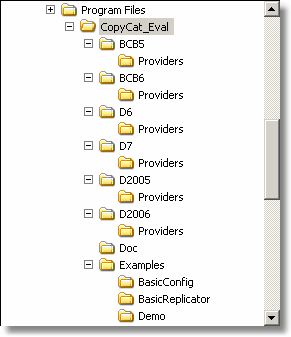 Program Files
CopyCat_Eval
BCB5
Providers
BCB6
Providers
D6
Providers
D7
Providers
D2005
Providers
D2006
Providers
Doc
Examples
BasicConfig
BasicReplicator
Demo